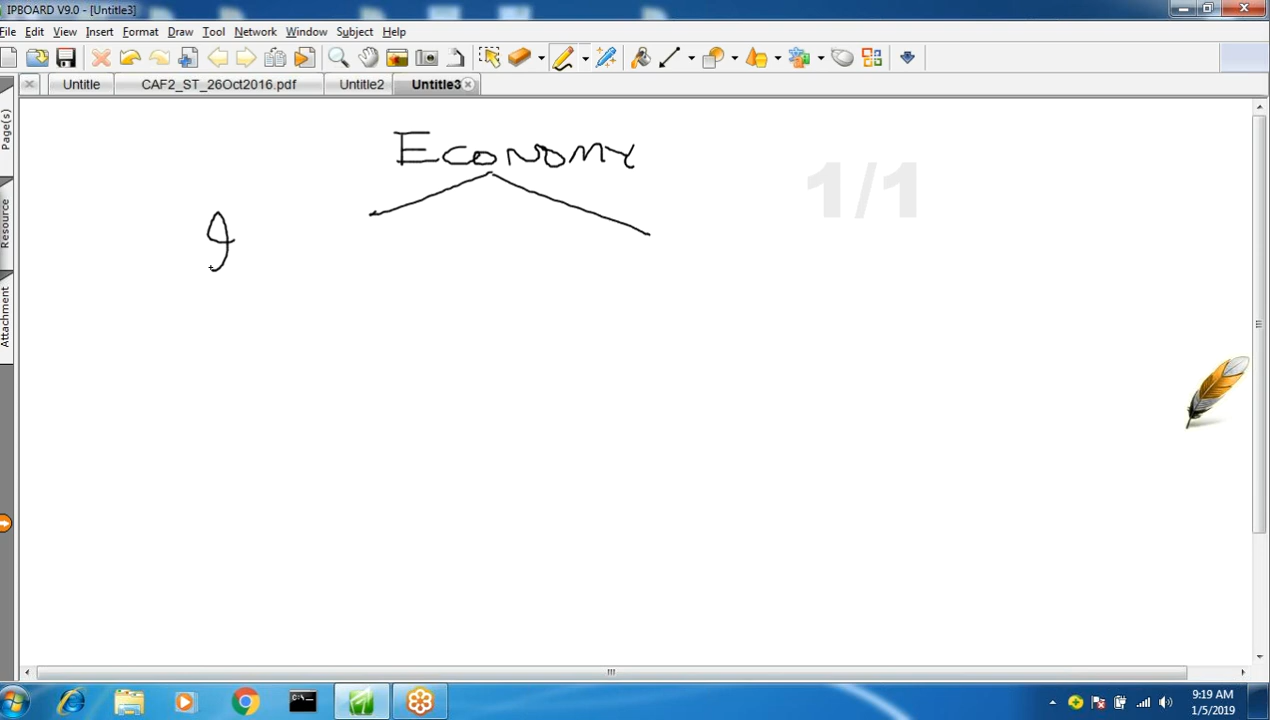 IPBOARD V9.0 - [Untitle3]
File Edit View Insert Format Draw Tool Network Window Subject Help
Untitle CAF2_ST_26Oct2016.pdf Untitle2 Untitle3
Page(s)
Resource
Attachment
ECONOMY
1/1
9:19 AM
1/5/2019